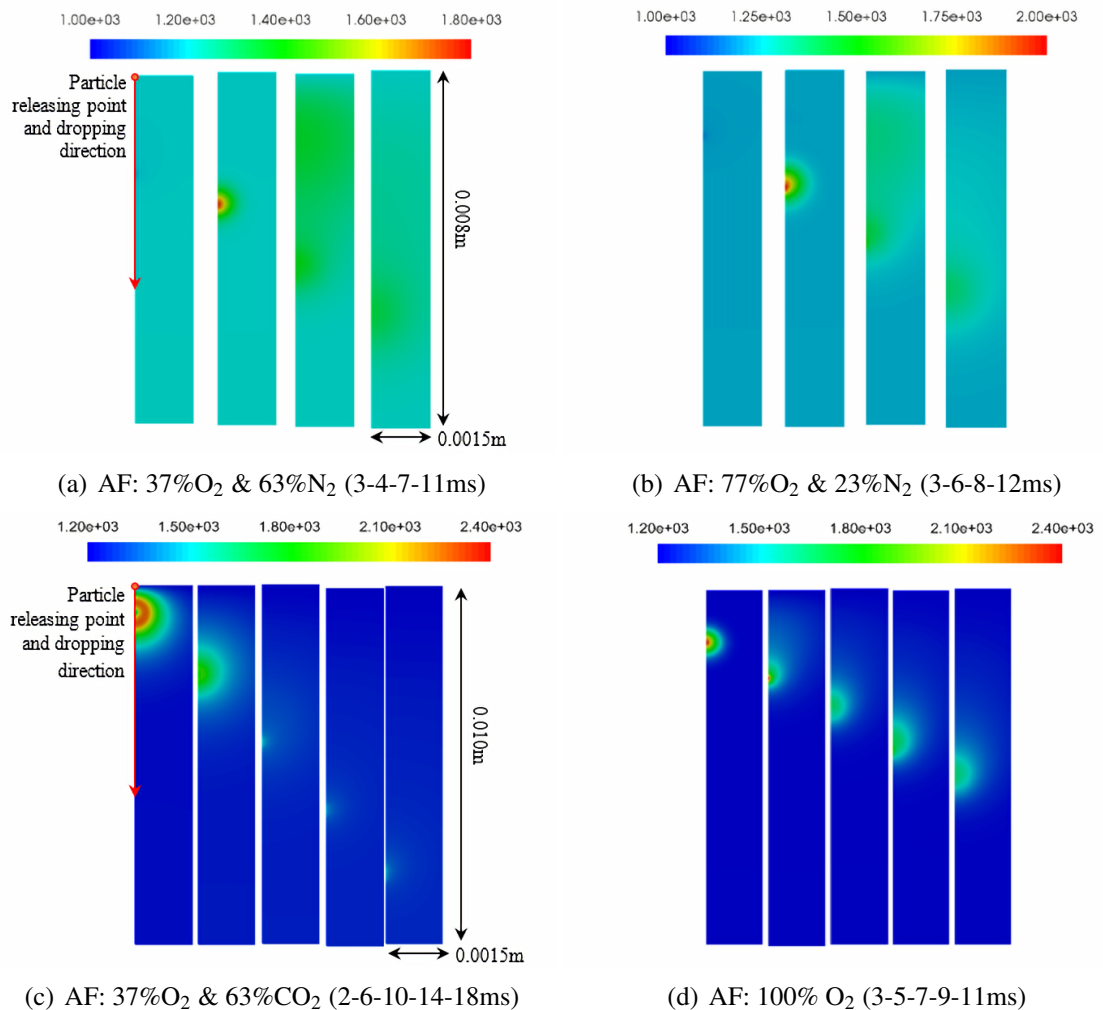 1.00e+03 1.20e+03 1.40e+03 1.60e+03 1.80e+03
Particle
releasing point
and dropping
direction
0.008m
0.0015m
(a) AF: 37%O₂ & 63%N₂ (3-4-7-11ms)
1.00e+03 1.25e+03 1.50e+03 1.75e+03 2.00e+03
(b) AF: 77%O₂ & 23%N₂ (3-6-8-12ms)
1.20e+03 1.50e+03 1.80e+03 2.10e+03 2.40e+03
Particle
releasing point
and dropping
direction
0.010m
0.0015m
(c) AF: 37%O₂ & 63%CO₂ (2-6-10-14-18ms)
1.20e+03 1.50e+03 1.80e+03 2.10e+03 2.40e+03
(d) AF: 100% O₂ (3-5-7-9-11ms)